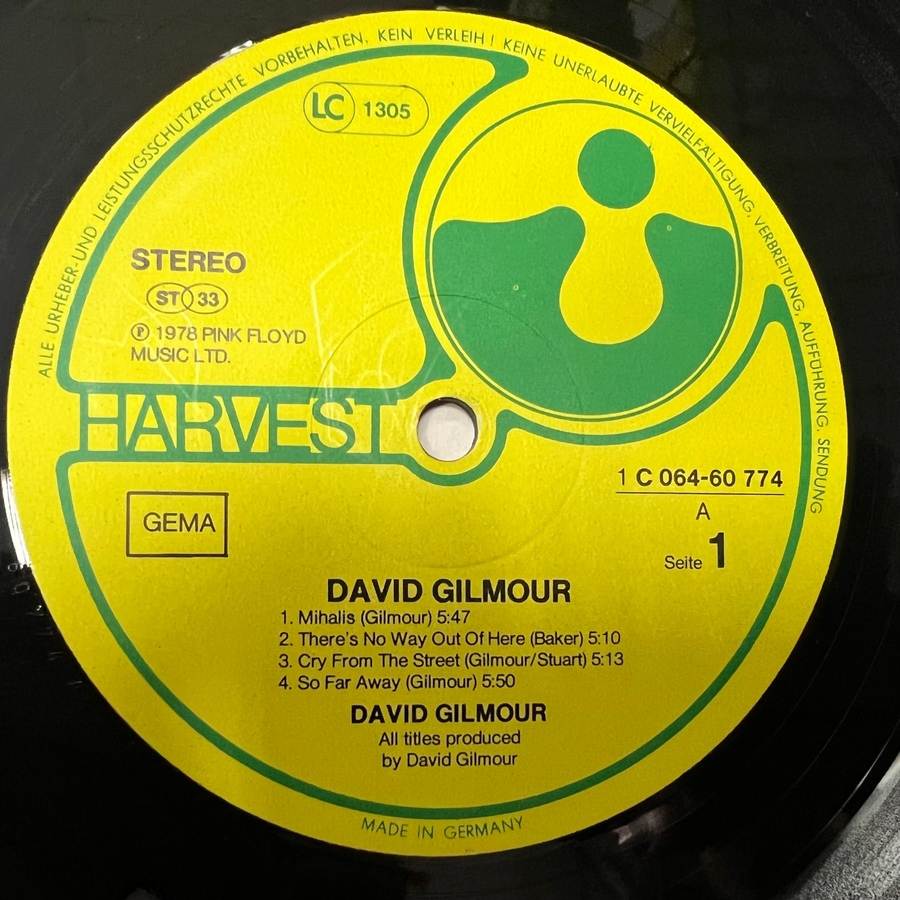 ALLE URHEBER- UND LEISTUNGSSCHUTZRECHTE VORBEHALTEN. KEIN VERLEIH! KEINE UNERLAUBTE VERVIELFÄLTIGUNG, VERBREITUNG, AUFFÜHRUNG, SENDUNG
LC 1305
STEREO
ST 33
℗ 1978 PINK FLOYD
MUSIC LTD.
HARVEST
GEMA
1 C 064-60 774
A
Seite 1
DAVID GILMOUR
1. Mihalis (Gilmour) 5:47
2. There's No Way Out Of Here (Baker) 5:10
3. Cry From The Street (Gilmour/Stuart) 5:13
4. So Far Away (Gilmour) 5:50
DAVID GILMOUR
All titles produced
by David Gilmour
MADE IN GERMANY